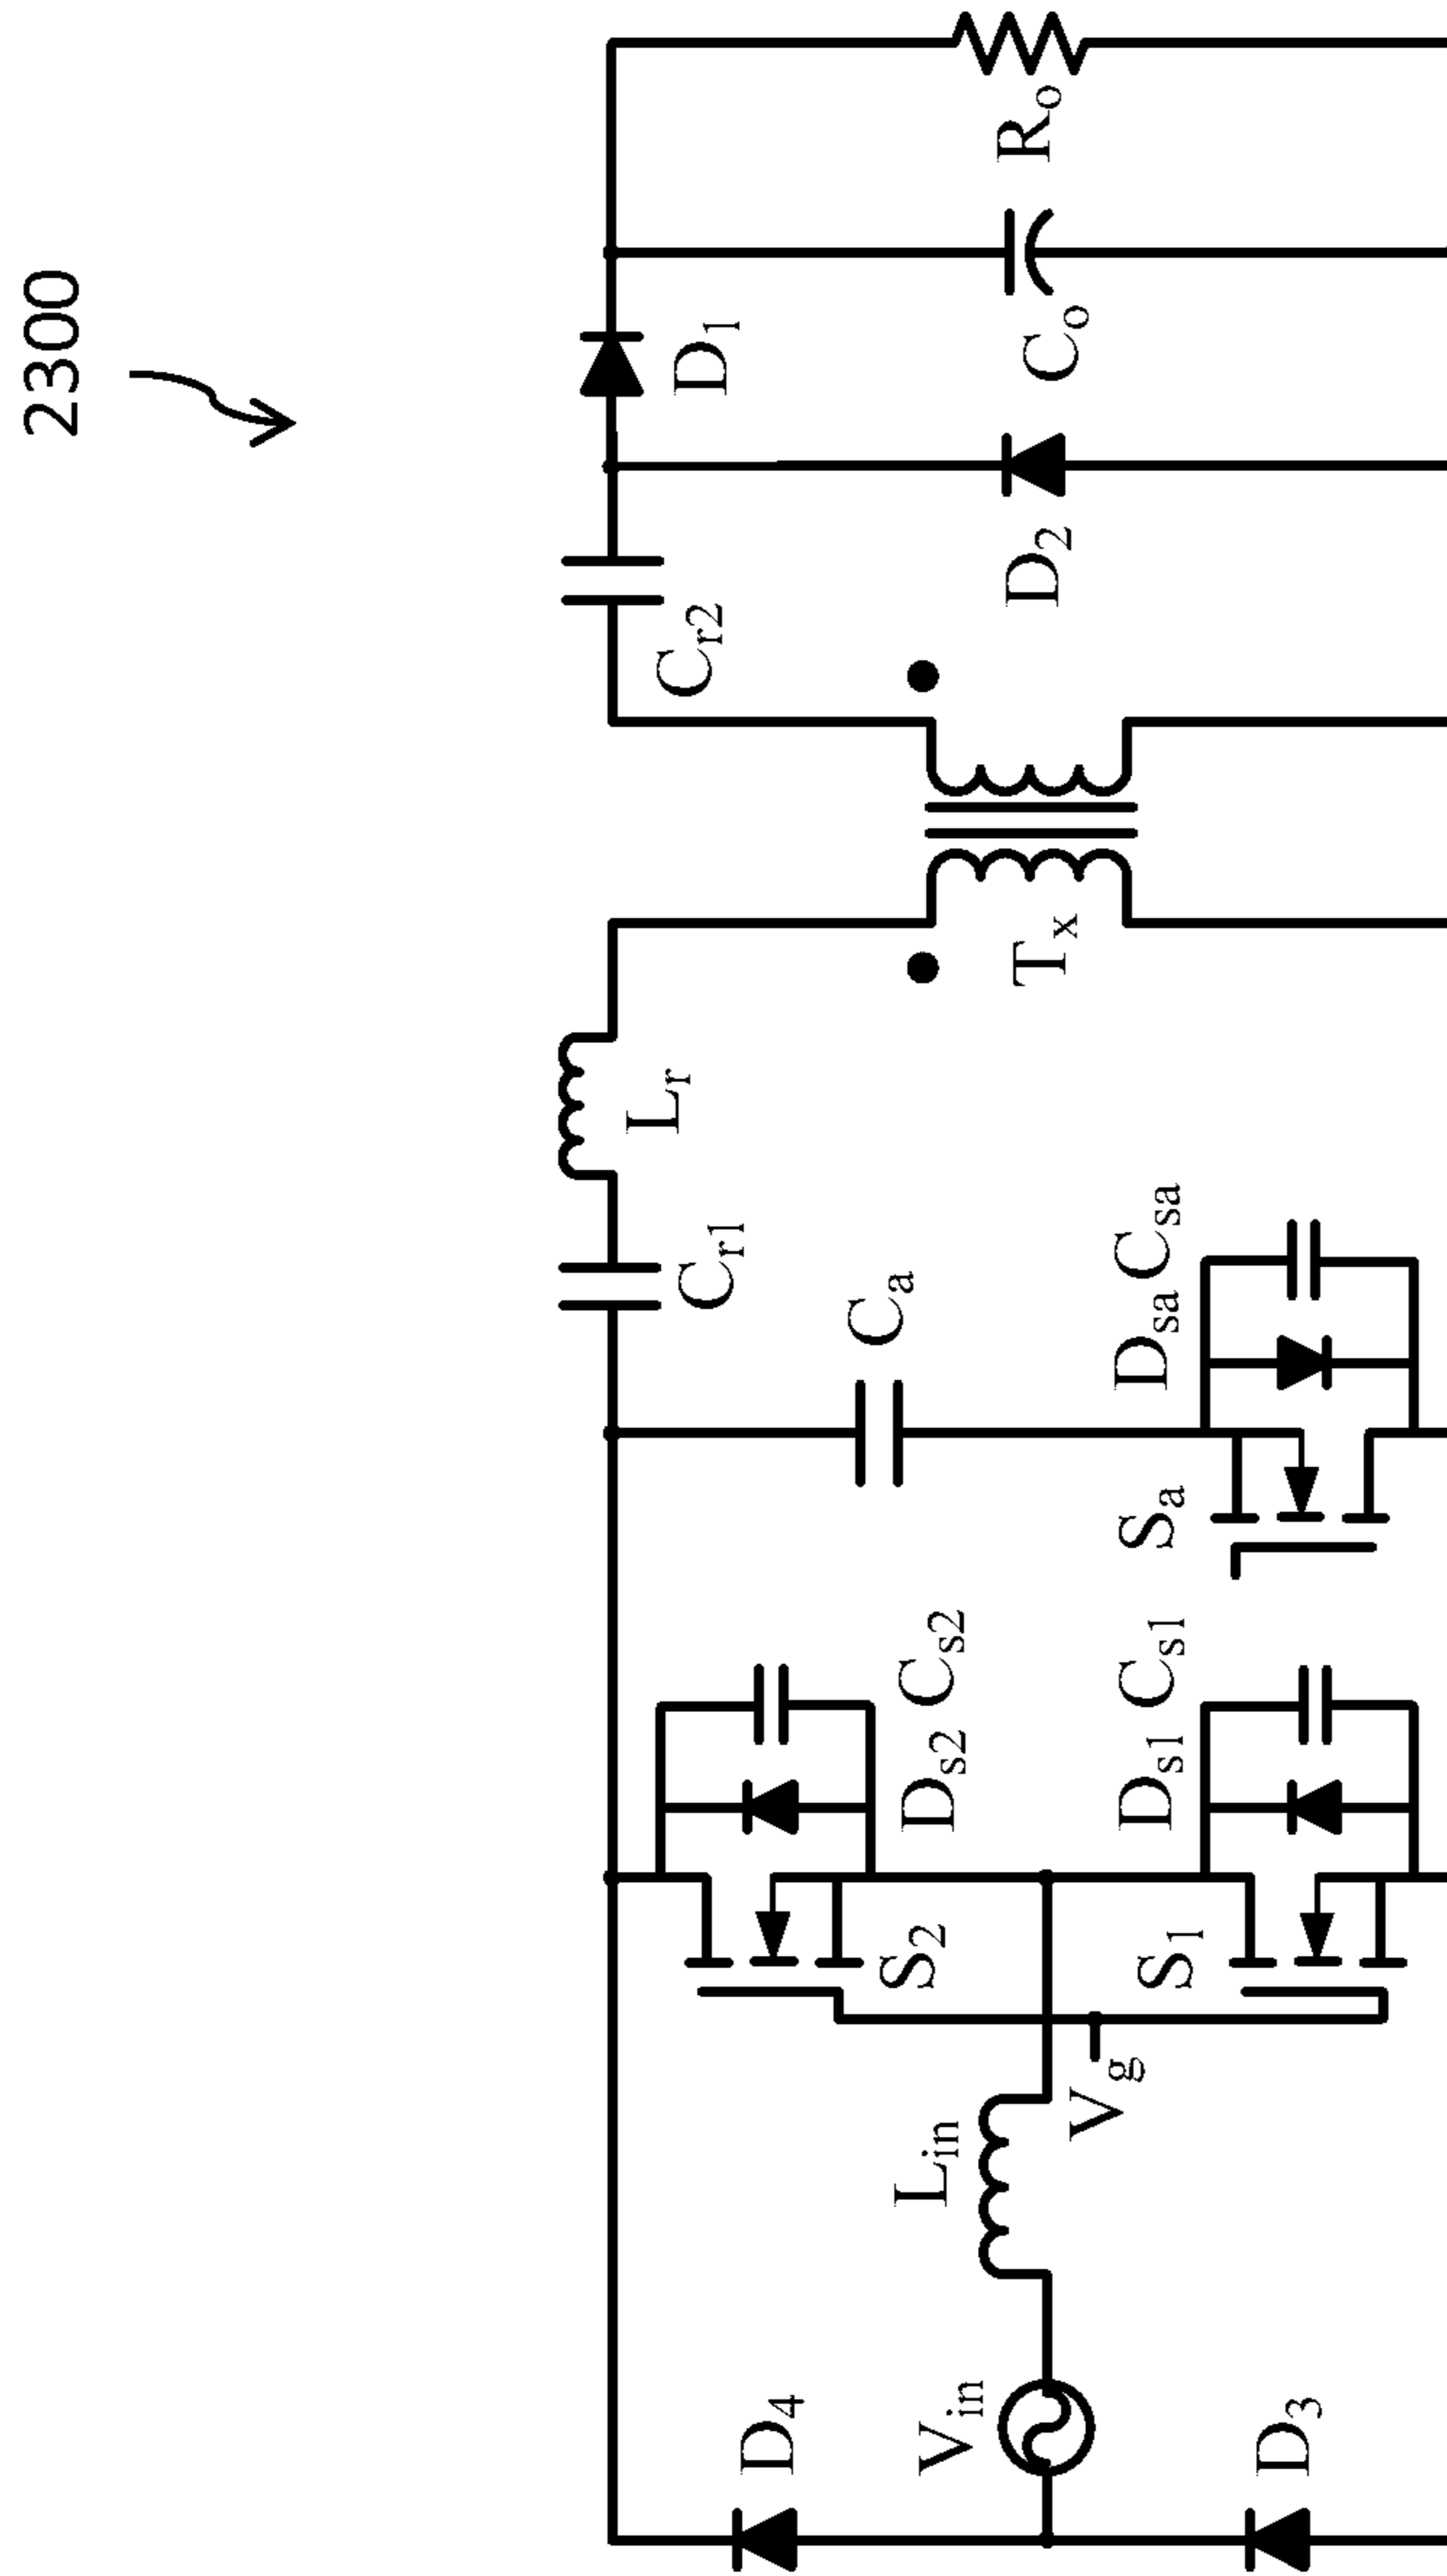 2300
D4
Vin
D3
Lin
Vg
S2
Ds2
Cs2
S1
Ds1
Cs1
Sa
Dsa
Csa
Ca
Cr1
Lr
Tx
Cr2
D2
D1
Co
Ro